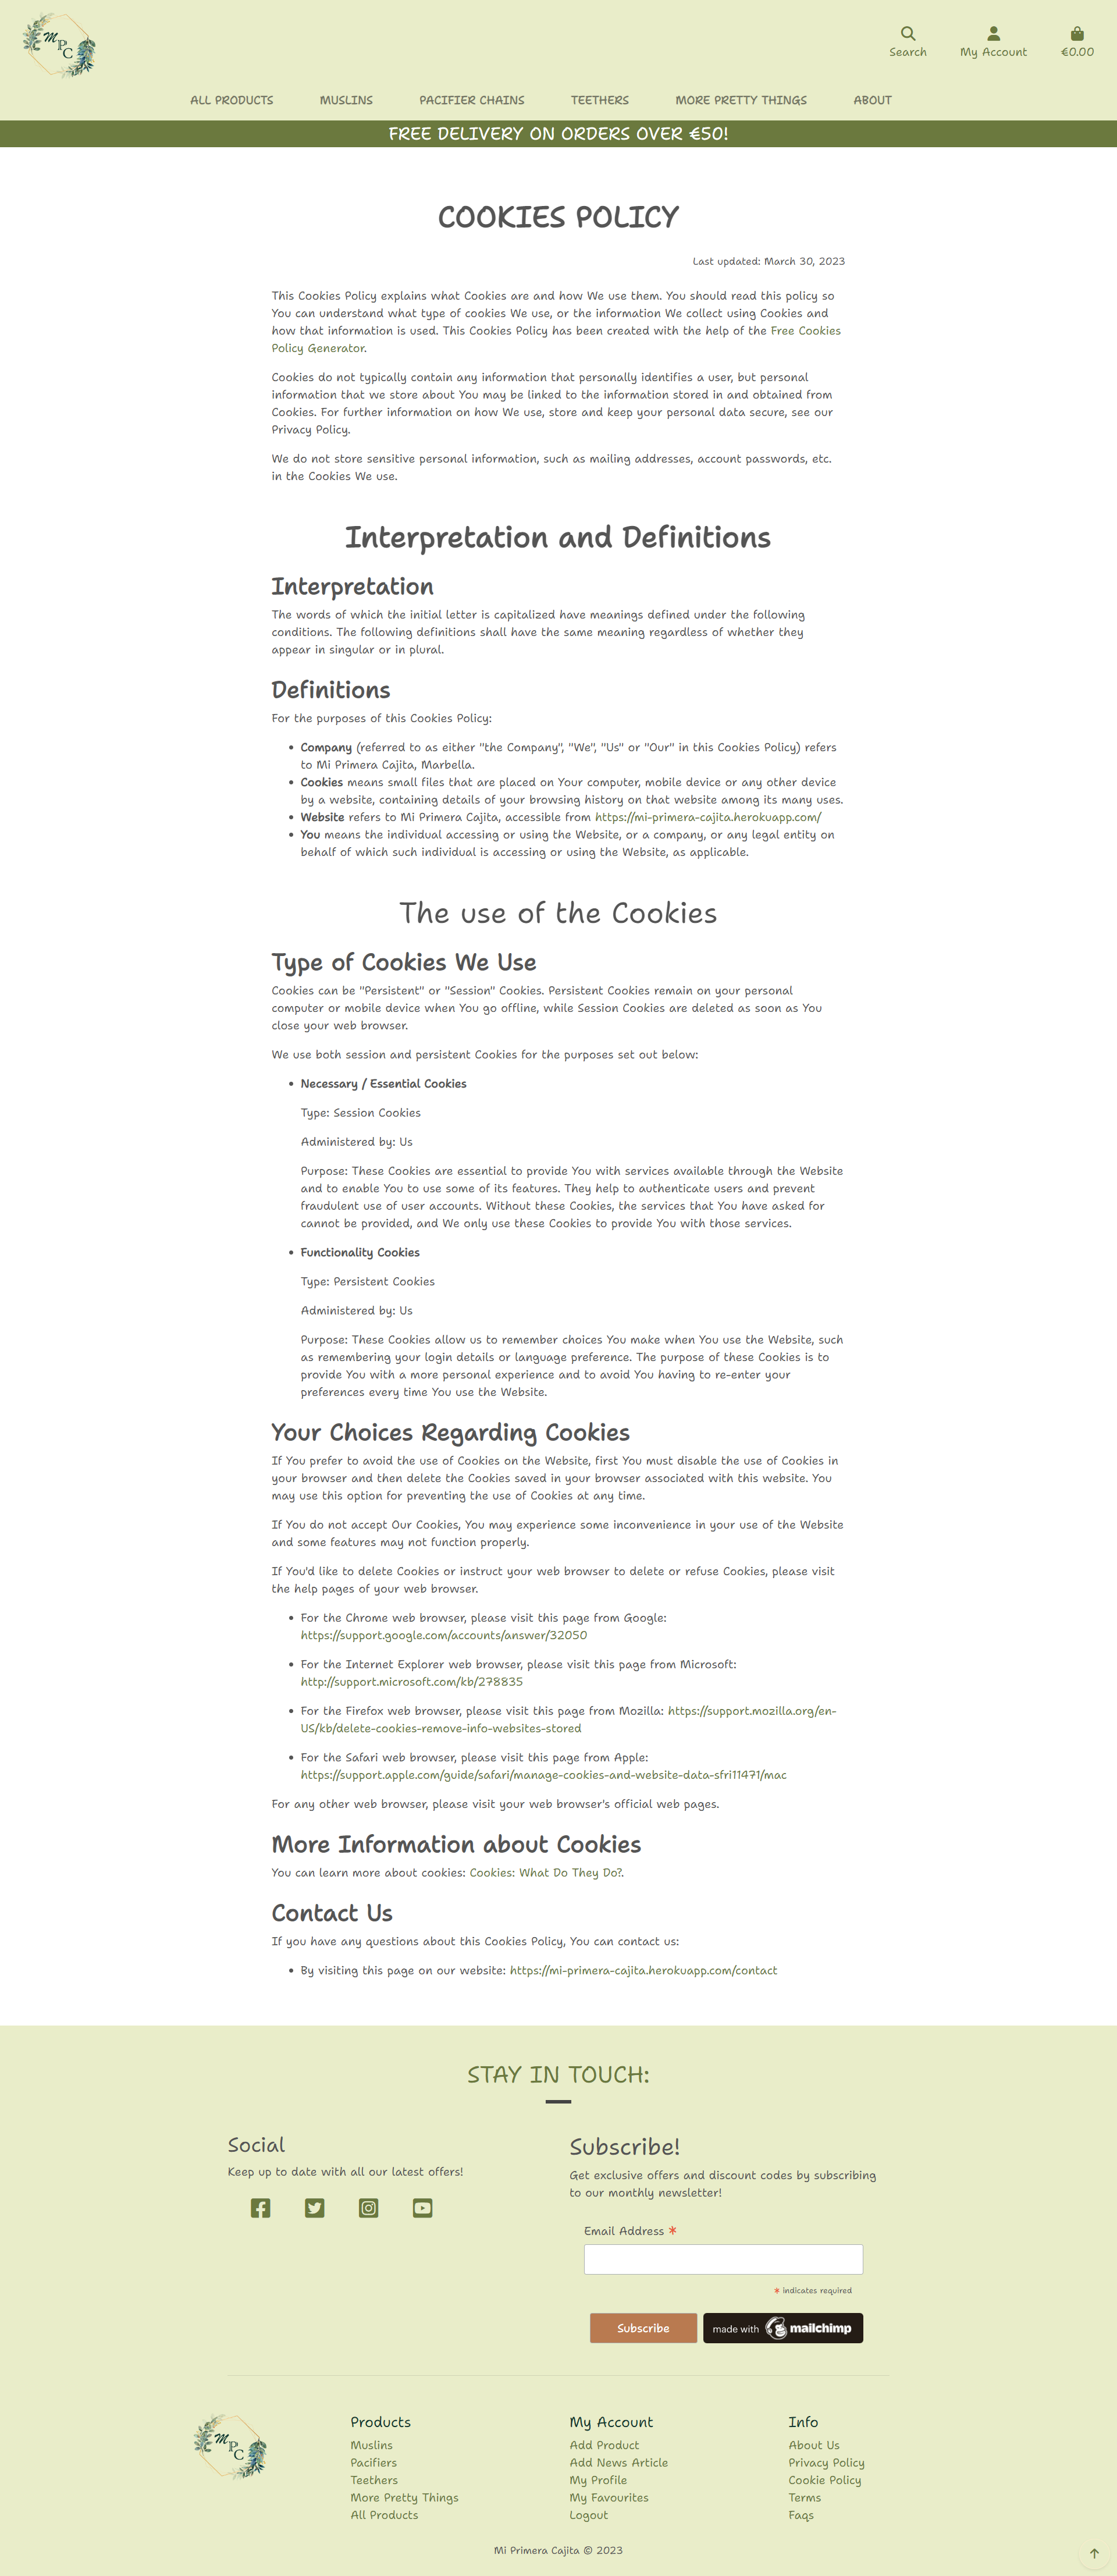 M
P
C
Search
My Account
€0.00
ALL PRODUCTS
MUSLINS
PACIFIER CHAINS
TEETHERS
MORE PRETTY THINGS
ABOUT
FREE DELIVERY ON ORDERS OVER €50!
COOKIES POLICY
Last updated: March 30, 2023
This Cookies Policy explains what Cookies are and how We use them. You should read this policy so
You can understand what type of cookies We use, or the information We collect using Cookies and
how that information is used. This Cookies Policy has been created with the help of the Free Cookies
Policy Generator.
Cookies do not typically contain any information that personally identifies a user, but personal
information that we store about You may be linked to the information stored in and obtained from
Cookies. For further information on how We use, store and keep your personal data secure, see our
Privacy Policy.
We do not store sensitive personal information, such as mailing addresses, account passwords, etc.
in the Cookies We use.
Interpretation and Definitions
Interpretation
The words of which the initial letter is capitalized have meanings defined under the following
conditions. The following definitions shall have the same meaning regardless of whether they
appear in singular or in plural.
Definitions
For the purposes of this Cookies Policy:
• Company (referred to as either "the Company", "We", "Us" or "Our" in this Cookies Policy) refers
to Mi Primera Cajita, Marbella.
• Cookies means small files that are placed on Your computer, mobile device or any other device
by a website, containing details of your browsing history on that website among its many uses.
• Website refers to Mi Primera Cajita, accessible from https://mi-primera-cajita.herokuapp.com/
• You means the individual accessing or using the Website, or a company, or any legal entity on
behalf of which such individual is accessing or using the Website, as applicable.
The use of the Cookies
Type of Cookies We Use
Cookies can be "Persistent" or "Session" Cookies. Persistent Cookies remain on your personal
computer or mobile device when You go offline, while Session Cookies are deleted as soon as You
close your web browser.
We use both session and persistent Cookies for the purposes set out below:
• Necessary / Essential Cookies
Type: Session Cookies
Administered by: Us
Purpose: These Cookies are essential to provide You with services available through the Website
and to enable You to use some of its features. They help to authenticate users and prevent
fraudulent use of user accounts. Without these Cookies, the services that You have asked for
cannot be provided, and We only use these Cookies to provide You with those services.
• Functionality Cookies
Type: Persistent Cookies
Administered by: Us
Purpose: These Cookies allow us to remember choices You make when You use the Website, such
as remembering your login details or language preference. The purpose of these Cookies is to
provide You with a more personal experience and to avoid You having to re-enter your
preferences every time You use the Website.
Your Choices Regarding Cookies
If You prefer to avoid the use of Cookies on the Website, first You must disable the use of Cookies in
your browser and then delete the Cookies saved in your browser associated with this website. You
may use this option for preventing the use of Cookies at any time.
If You do not accept Our Cookies, You may experience some inconvenience in your use of the Website
and some features may not function properly.
If You'd like to delete Cookies or instruct your web browser to delete or refuse Cookies, please visit
the help pages of your web browser.
• For the Chrome web browser, please visit this page from Google:
https://support.google.com/accounts/answer/32050
• For the Internet Explorer web browser, please visit this page from Microsoft:
http://support.microsoft.com/kb/278835
• For the Firefox web browser, please visit this page from Mozilla: https://support.mozilla.org/en-
US/kb/delete-cookies-remove-info-websites-stored
• For the Safari web browser, please visit this page from Apple:
https://support.apple.com/guide/safari/manage-cookies-and-website-data-sfri11471/mac
For any other web browser, please visit your web browser's official web pages.
More Information about Cookies
You can learn more about cookies: Cookies: What Do They Do?.
Contact Us
If you have any questions about this Cookies Policy, You can contact us:
• By visiting this page on our website: https://mi-primera-cajita.herokuapp.com/contact
STAY IN TOUCH:
Social
Keep up to date with all our latest offers!
Subscribe!
Get exclusive offers and discount codes by subscribing
to our monthly newsletter!
Email Address *
* indicates required
Subscribe
made with mailchimp
M
P
C
Products
Muslins
Pacifiers
Teethers
More Pretty Things
All Products
My Account
Add Product
Add News Article
My Profile
My Favourites
Logout
Info
About Us
Privacy Policy
Cookie Policy
Terms
Faqs
Mi Primera Cajita © 2023